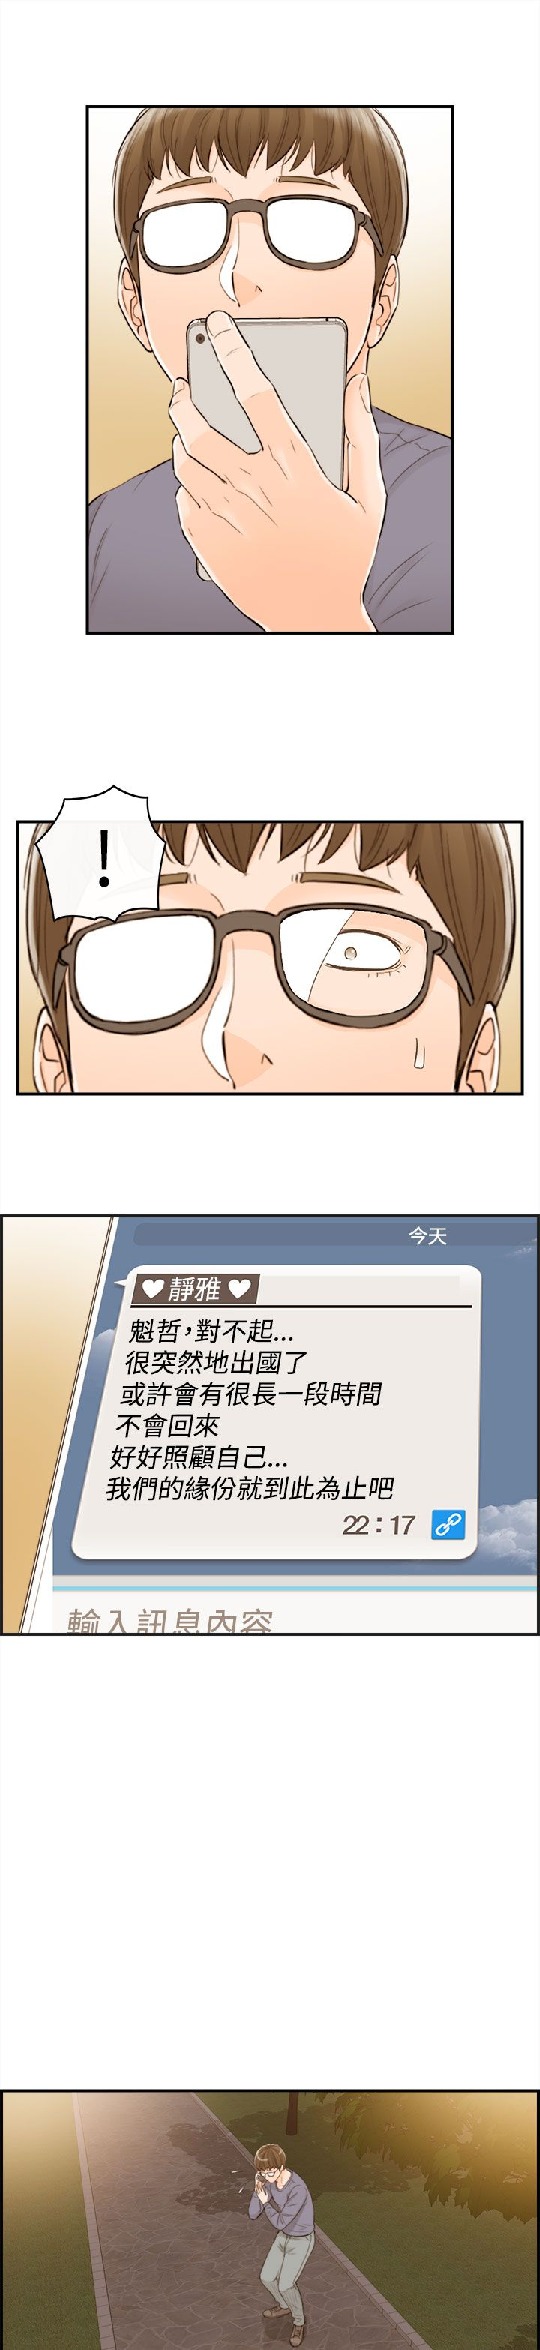 !
今天
♥ 靜雅 ♥
魁哲,對不起...
很突然地出國了
或許會有很長一段時間
不會回來
好好照顧自己...
我們的緣份就到此為止吧
22:17
輸入訊息內容